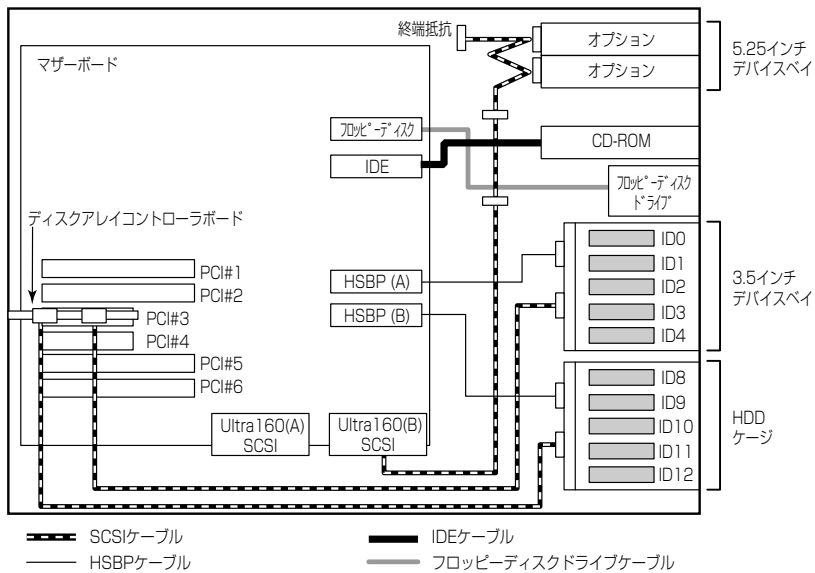 終端抵抗
オプション
オプション
5.25インチ
デバイスベイ
マザーボード
フロッピーディスク
IDE
CD-ROM
フロッピーディスク
ドライブ
ディスクアレイコントローラボード
PCI#1
PCI#2
PCI#3
PCI#4
PCI#5
PCI#6
HSBP (A)
HSBP (B)
ID0
ID1
ID2
ID3
ID4
3.5インチ
デバイスベイ
ID8
ID9
ID10
ID11
ID12
HDD
ケージ
Ultra160(A)
SCSI
Ultra160(B)
SCSI
SCSIケーブル
IDEケーブル
HSBPケーブル
フロッピーディスクドライブケーブル